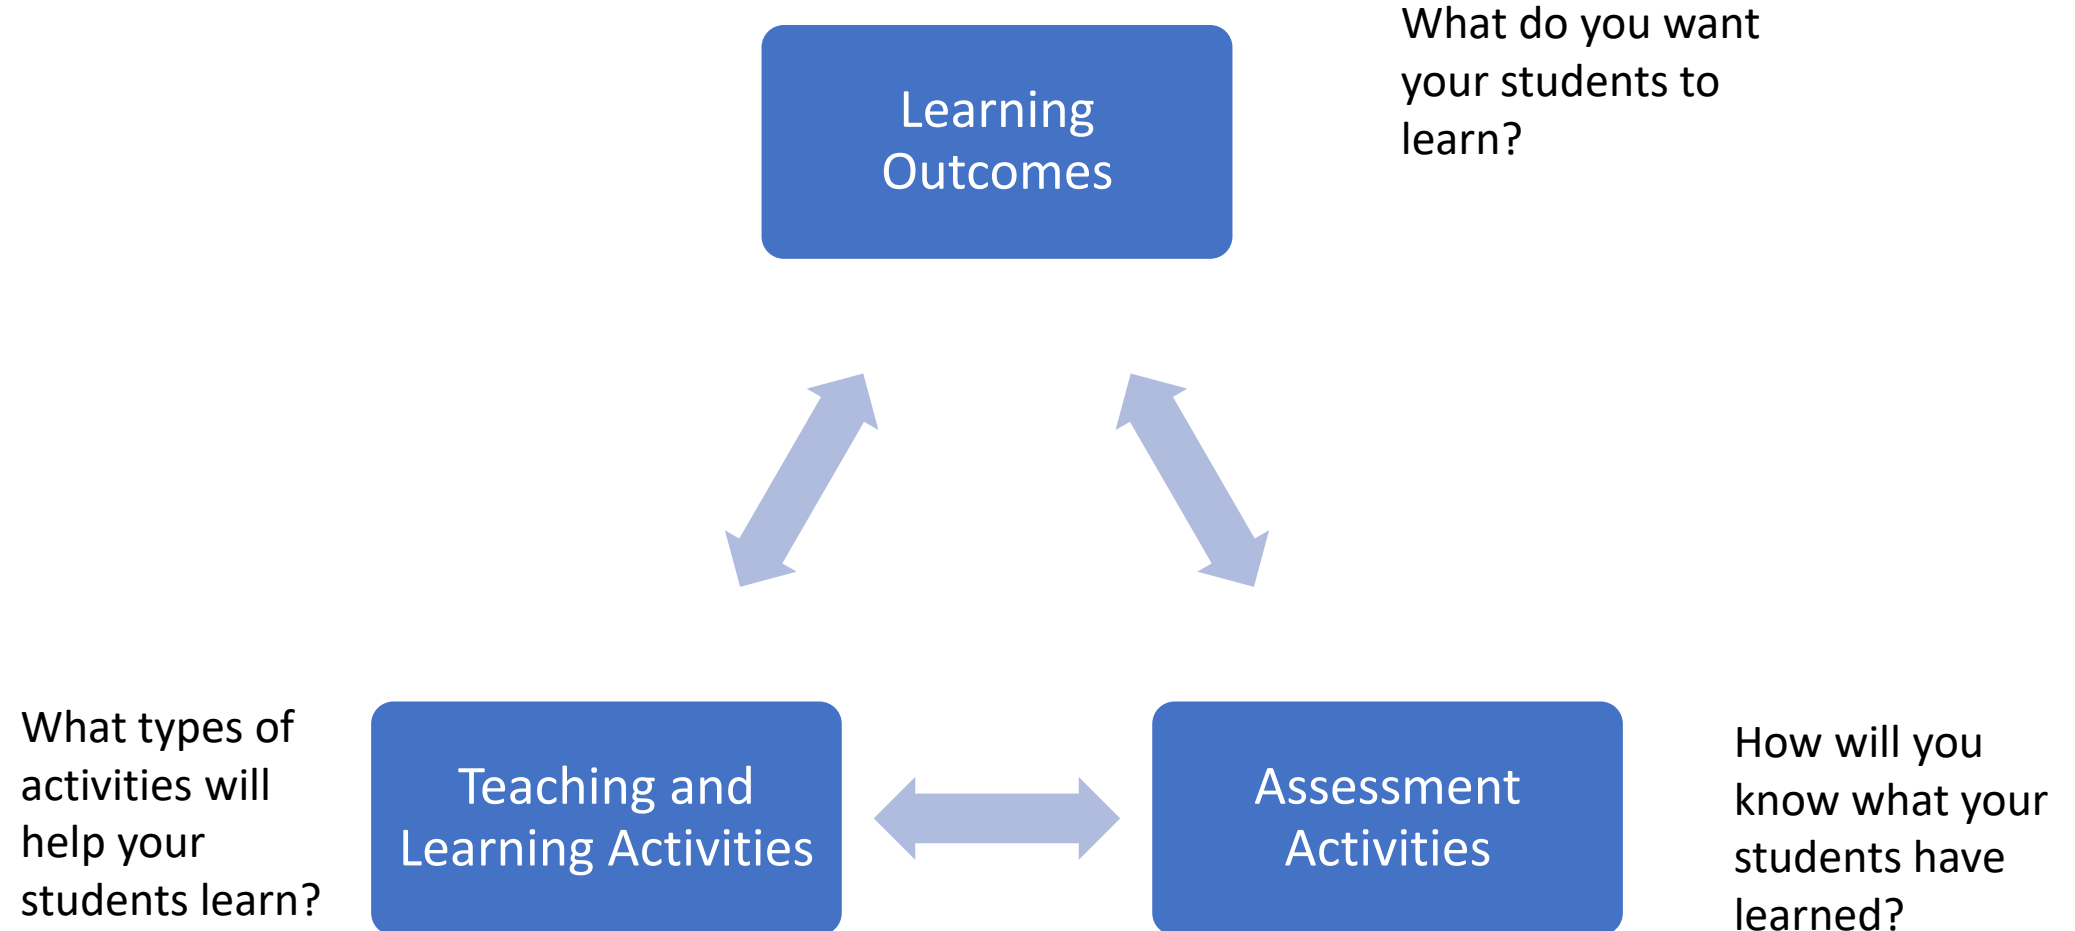 What do you want
your students to
learn?
Learning
Outcomes
What types of
activities will
help your
students learn?
Teaching and
Learning Activities
Assessment
Activities
How will you
know what your
students have
learned?